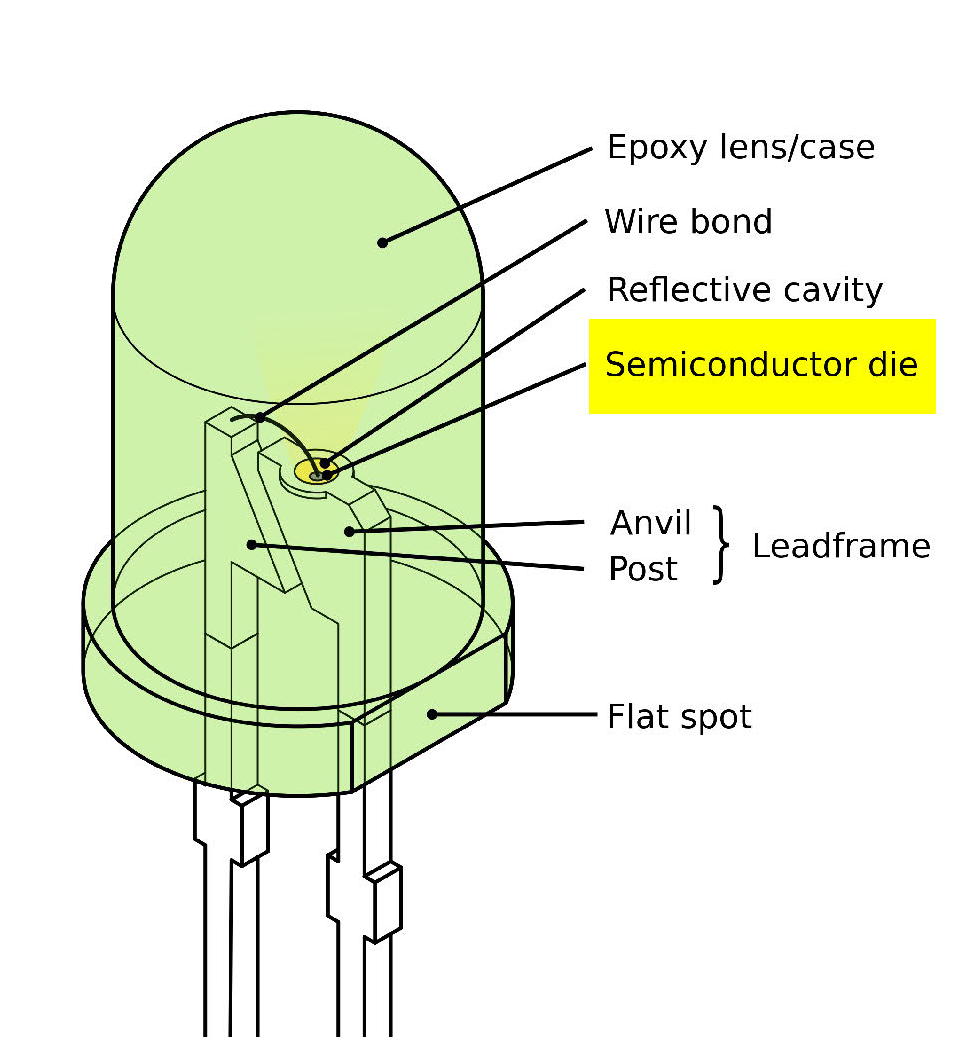 Epoxy lens/case
Wire bond
Reflective cavity
Semiconductor die
Anvil
Post
Leadframe
Flat spot